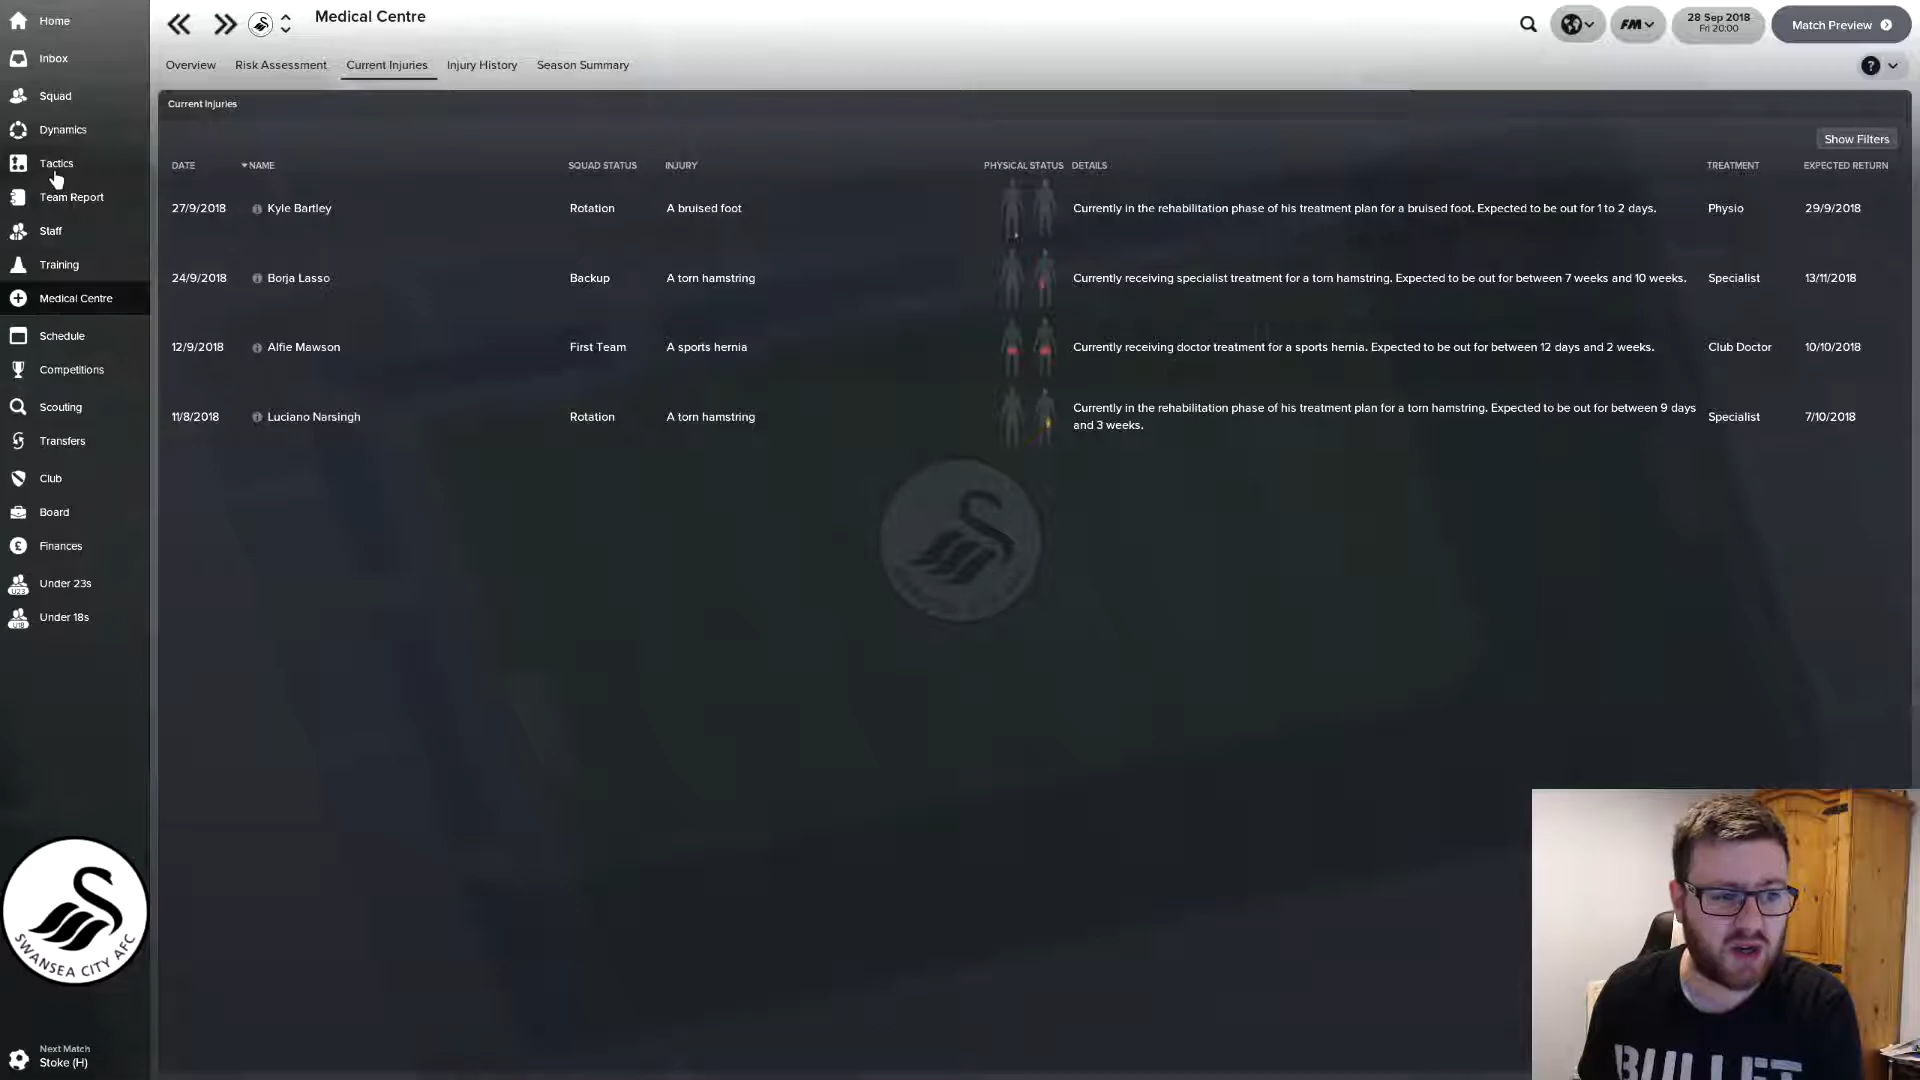 Home
Inbox
Squad
Dynamics
Tactics
Team Report
Staff
Training
Medical Centre
Schedule
Competitions
Scouting
Transfers
Club
Board
Finances
U23
Under 23s
U18
Under 18s
SWANSEA CITY AFC
Next Match
Stoke (H)
Medical Centre
FM
28 Sep 2018
Fri 20:00
Match Preview
Overview Risk Assessment Current Injuries Injury History Season Summary
?
Current Injuries
Show Filters
DATE NAME SQUAD STATUS INJURY PHYSICAL STATUS DETAILS TREATMENT EXPECTED RETURN
27/9/2018 Kyle Bartley Rotation A bruised foot Currently in the rehabilitation phase of his treatment plan for a bruised foot. Expected to be out for 1 to 2 days. Physio 29/9/2018
24/9/2018 Borja Lasso Backup A torn hamstring Currently receiving specialist treatment for a torn hamstring. Expected to be out for between 7 weeks and 10 weeks. Specialist 13/11/2018
12/9/2018 Alfie Mawson First Team A sports hernia Currently receiving doctor treatment for a sports hernia. Expected to be out for between 12 days and 2 weeks. Club Doctor 10/10/2018
11/8/2018 Luciano Narsingh Rotation A torn hamstring Currently in the rehabilitation phase of his treatment plan for a torn hamstring. Expected to be out for between 9 days
and 3 weeks. Specialist 7/10/2018
BULLET